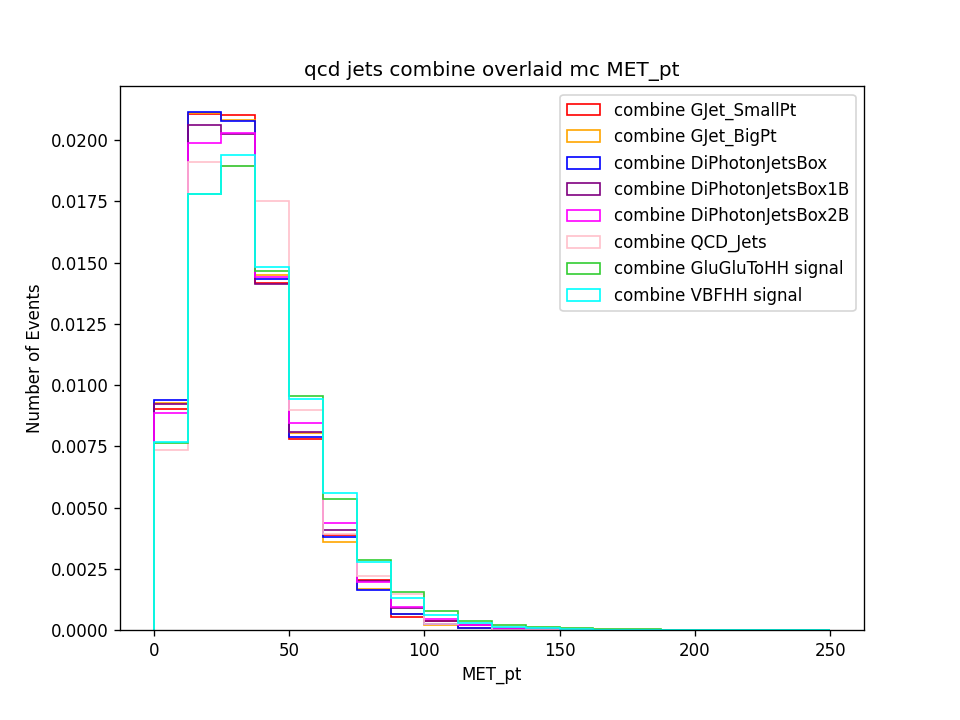 qcd jets combine overlaid mc MET_pt
combine GJet_SmallPt
combine GJet_BigPt
combine DiPhotonJetsBox
combine DiPhotonJetsBox1B
combine DiPhotonJetsBox2B
combine QCD_Jets
combine GluGluToHH signal
combine VBFHH signal
Number of Events
0.0200
0.0175
0.0150
0.0125
0.0100
0.0075
0.0050
0.0025
0.0000
0 50 100 150 200 250
MET_pt